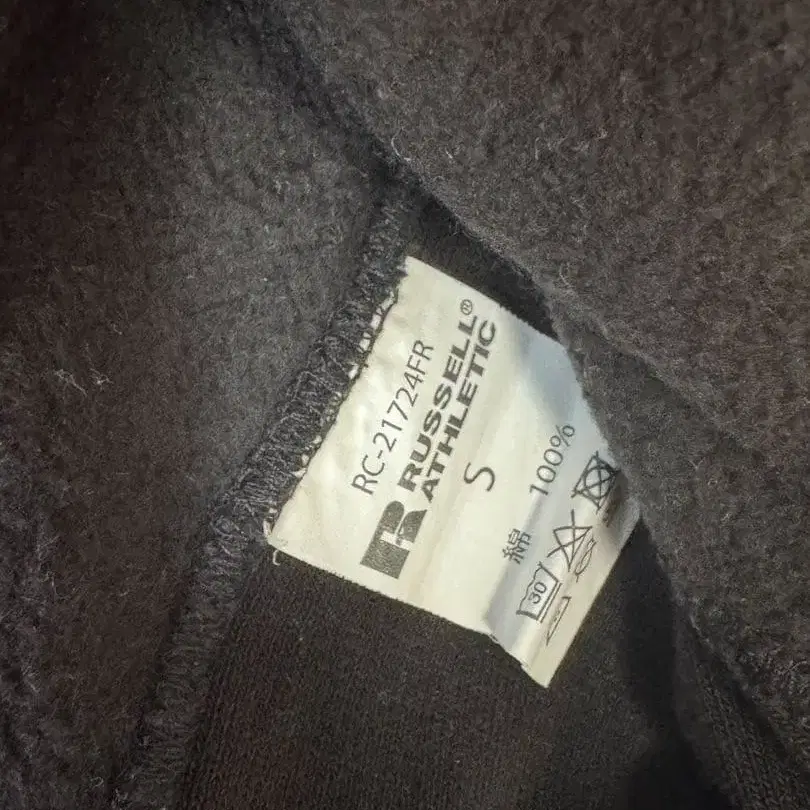 RC-21724FR
RUSSELL®
ATHLETIC
S
綿 100%
30